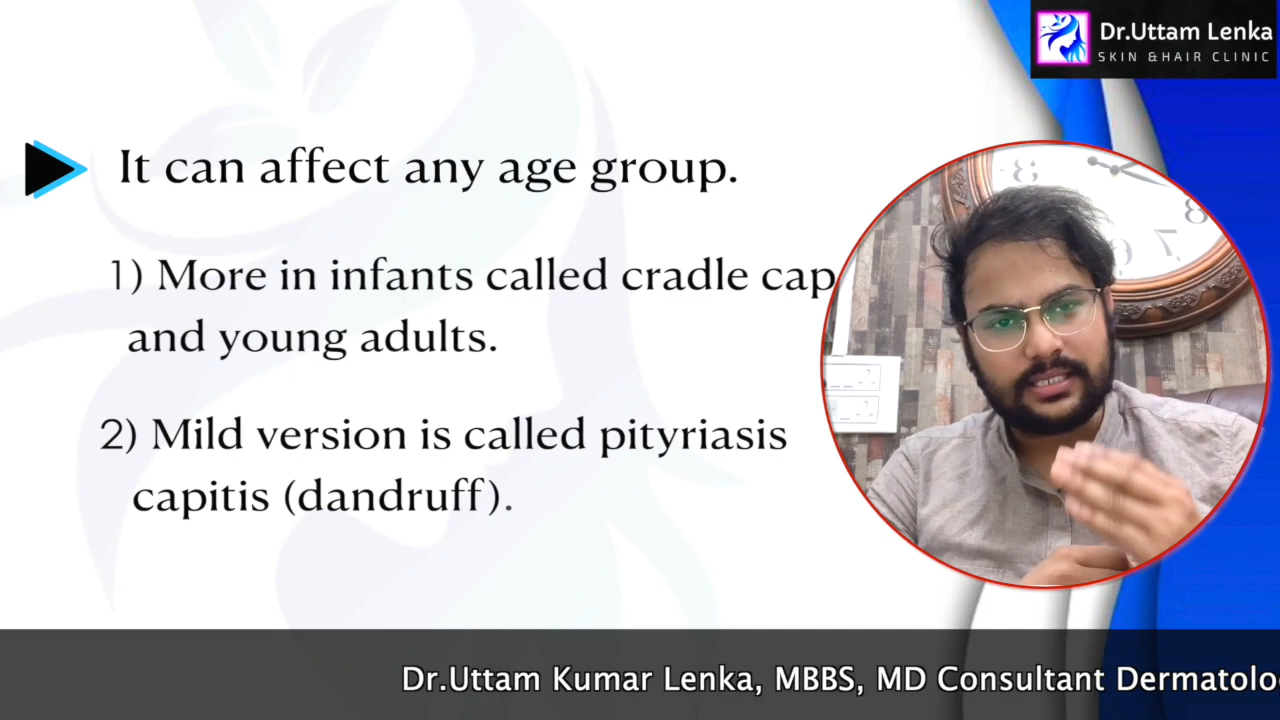 Dr.Uttam Lenka
SKIN &HAIR CLINIC
It can affect any age group.
1) More in infants called cradle cap
and young adults.
2) Mild version is called pityriasis
capitis (dandruff).
Dr.Uttam Kumar Lenka, MBBS, MD Consultant